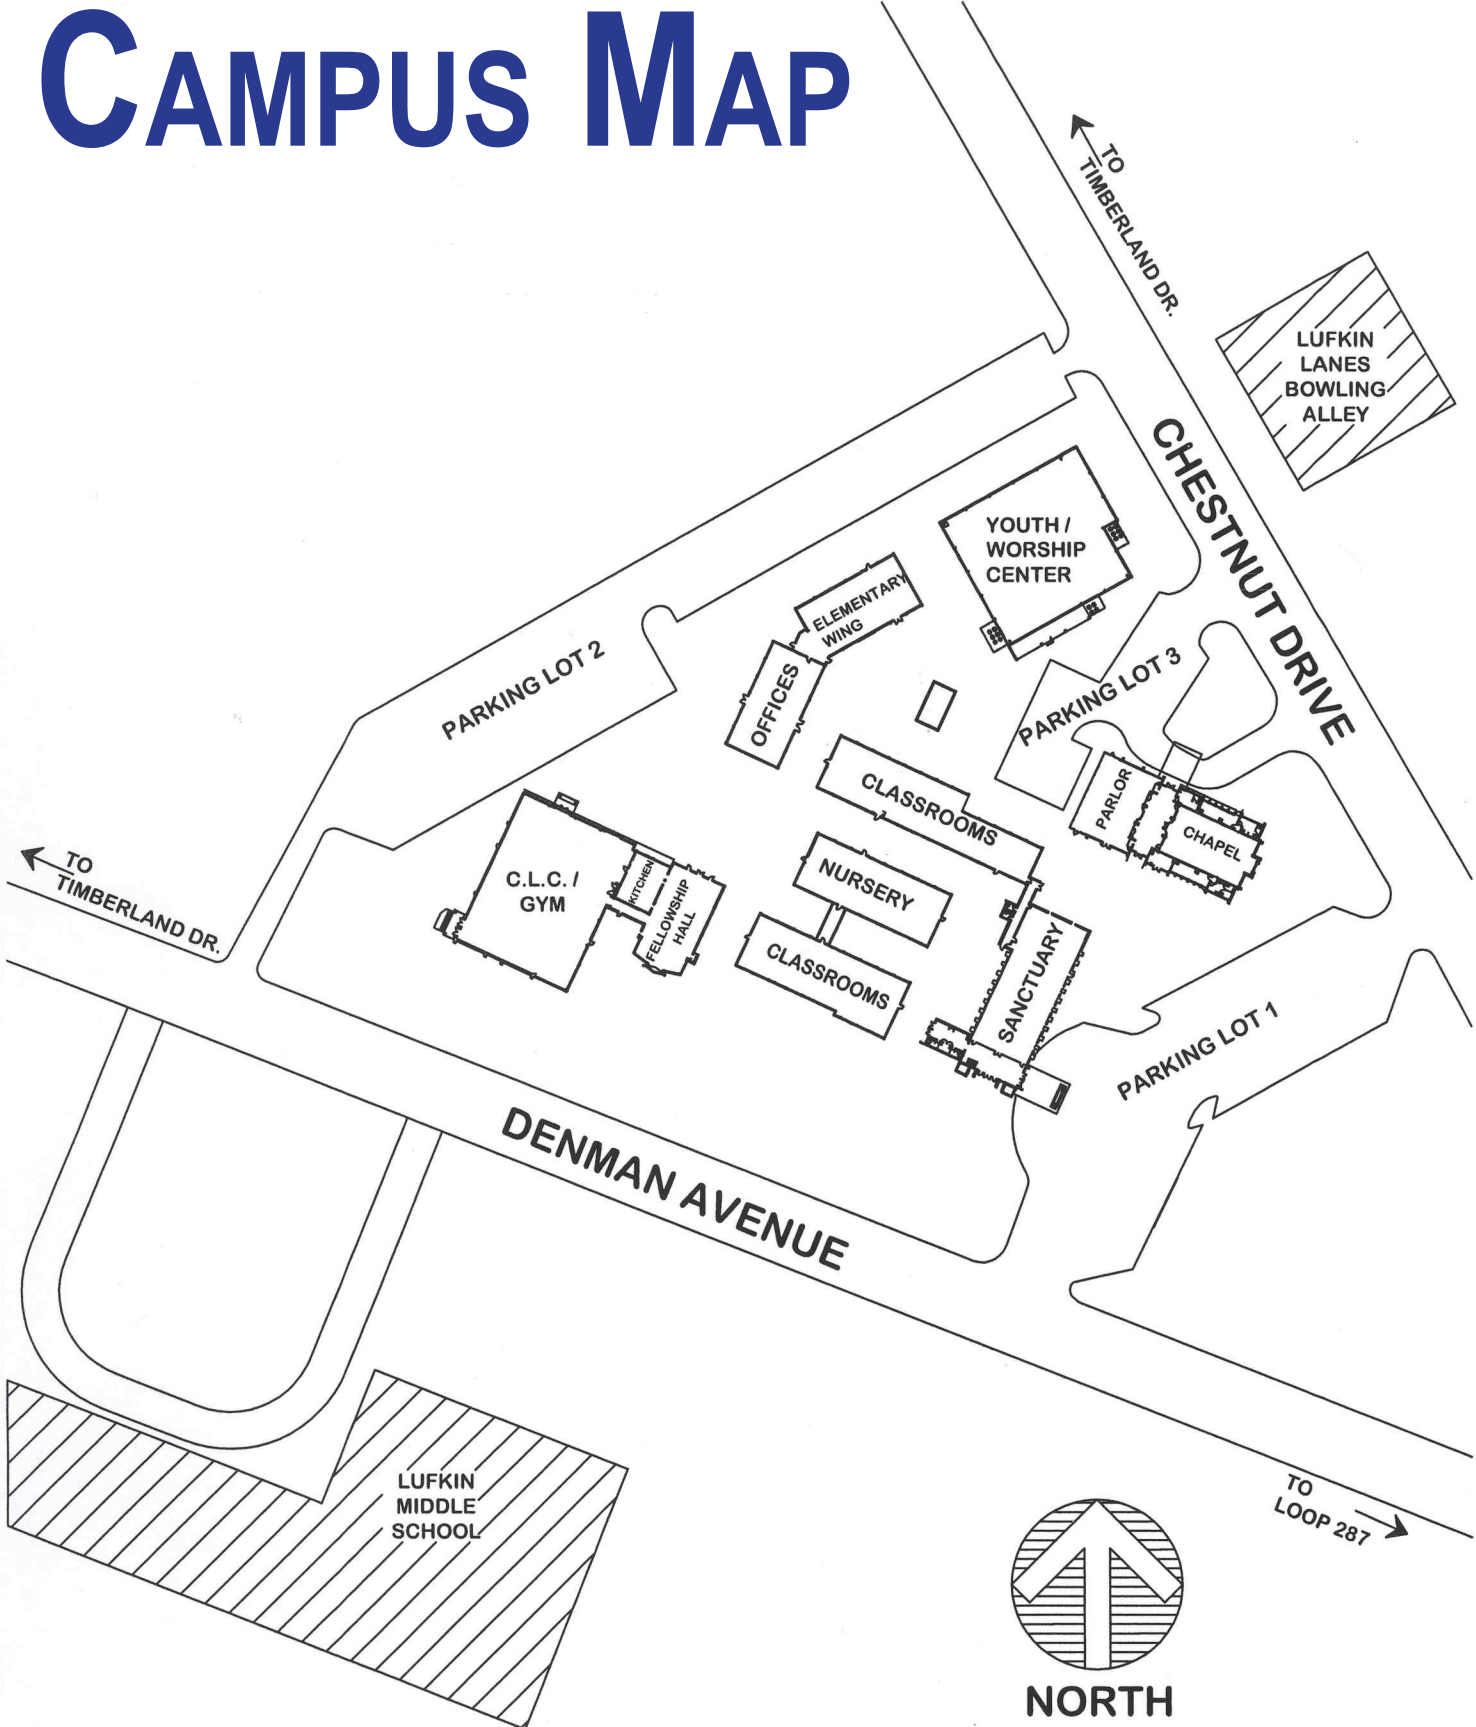 CAMPUS MAP
TO
TIMBERLAND DR.
LUFKIN
LANES
BOWLING
ALLEY
CHESTNUT DRIVE
YOUTH /
WORSHIP
CENTER
ELEMENTARY
WING
OFFICES
PARKING LOT 2
PARKING LOT 3
CLASSROOMS
PARLOR
CHAPEL
NURSERY
C.L.C. /
GYM
KITCHEN
FELLOWSHIP
HALL
CLASSROOMS
SANCTUARY
TO
TIMBERLAND DR.
PARKING LOT 1
DENMAN AVENUE
LUFKIN
MIDDLE
SCHOOL
TO
LOOP 287
NORTH